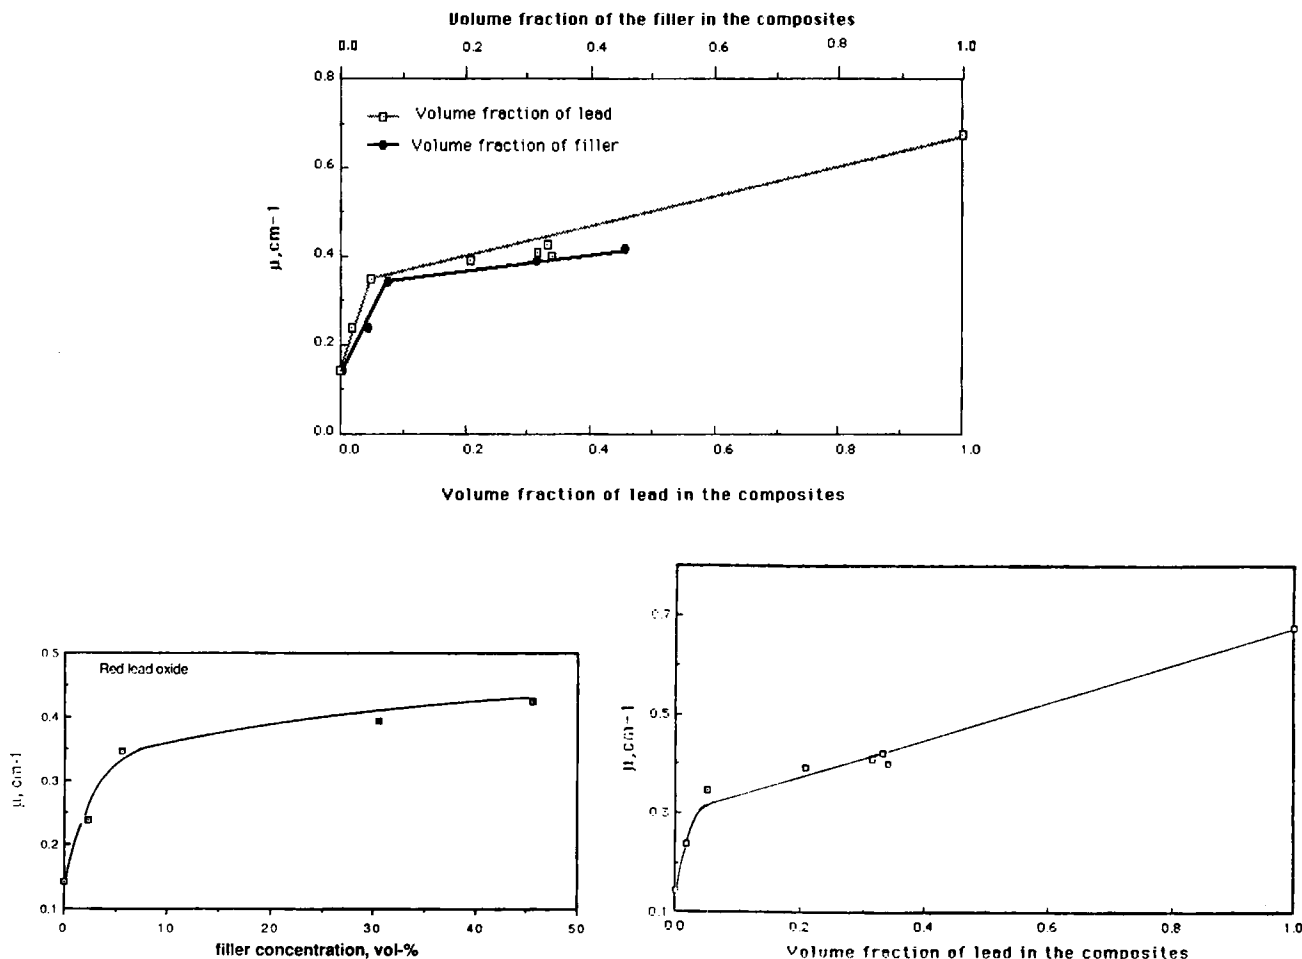 Volume fraction of the filler in the composites
0.0 0.2 0.4 0.6 0.8 1.0
0.8
Volume fraction of lead
Volume fraction of filler
0.6
μ,cm-1
0.4
0.2
0.0
0.0 0.2 0.4 0.6 0.8 1.0
Volume fraction of lead in the composites
0.5
Red lead oxide
0.4
μ, cm-1
0.3
0.2
0.1
0 10 20 30 40 50
filler concentration, vol-%
0.7
0.5
μ,cm-1
0.3
0.1
0.0 0.2 0.4 0.6 0.8 1.0
Volume fraction of lead in the composites